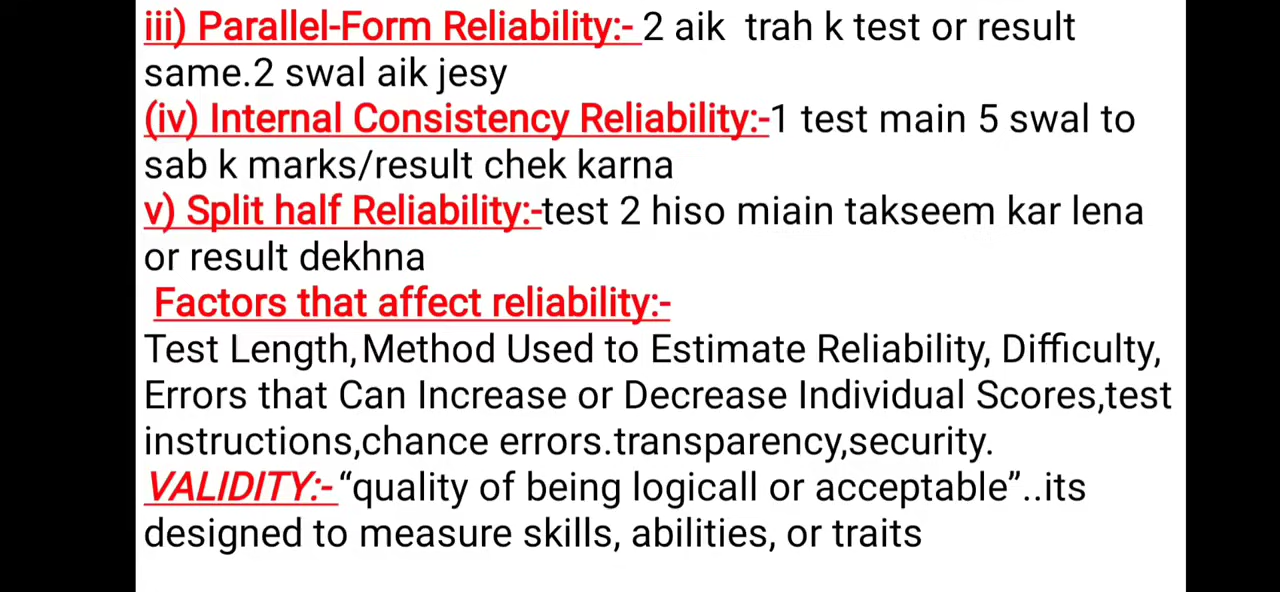 iii) Parallel-Form Reliability:- 2 aik trah k test or result
same.2 swal aik jesy
(iv) Internal Consistency Reliability:-1 test main 5 swal to
sab k marks/result chek karna
v) Split half Reliability:-test 2 hiso miain takseem kar lena
or result dekhna
Factors that affect reliability:-
Test Length,Method Used to Estimate Reliability, Difficulty,
Errors that Can Increase or Decrease Individual Scores,test
instructions,chance errors.transparency,security.
VALIDITY:- “quality of being logicall or acceptable”..its
designed to measure skills, abilities, or traits